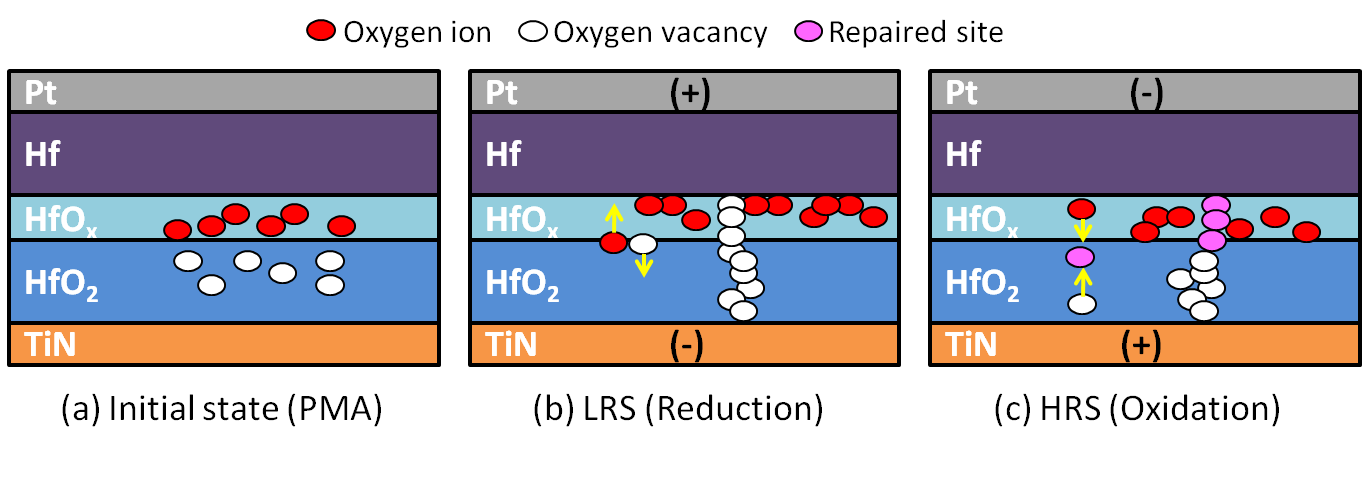 Oxygen ion Oxygen vacancy Repaired site
Pt
Hf
HfOx
HfO2
TiN
(a) Initial state (PMA)
Pt (+)
Hf
HfOx
HfO2
TiN (-)
(b) LRS (Reduction)
Pt (-)
Hf
HfOx
HfO2
TiN (+)
(c) HRS (Oxidation)